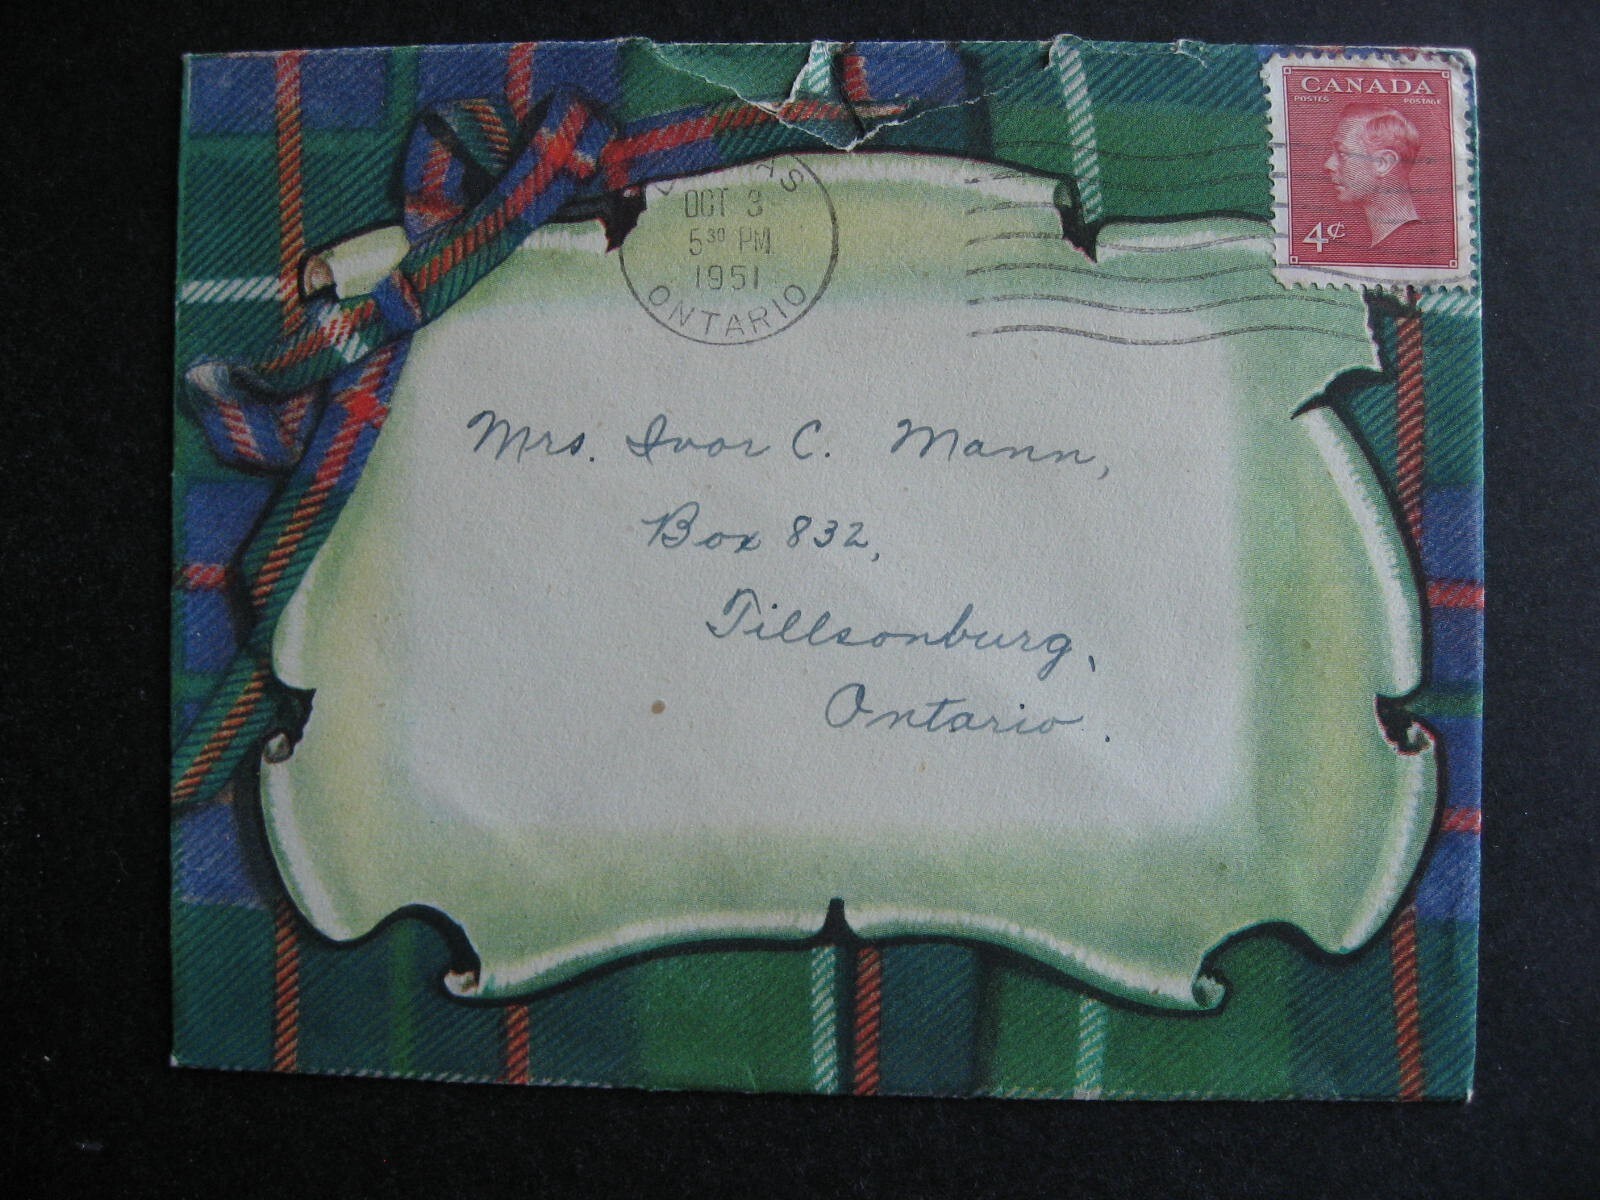 CANADA
POSTES POSTAGE
4¢
OCT 3
5 30 PM
1951
ONTARIO
Mrs. Ivor C. Mann,
Box 832,
Tillsonburg,
Ontario.